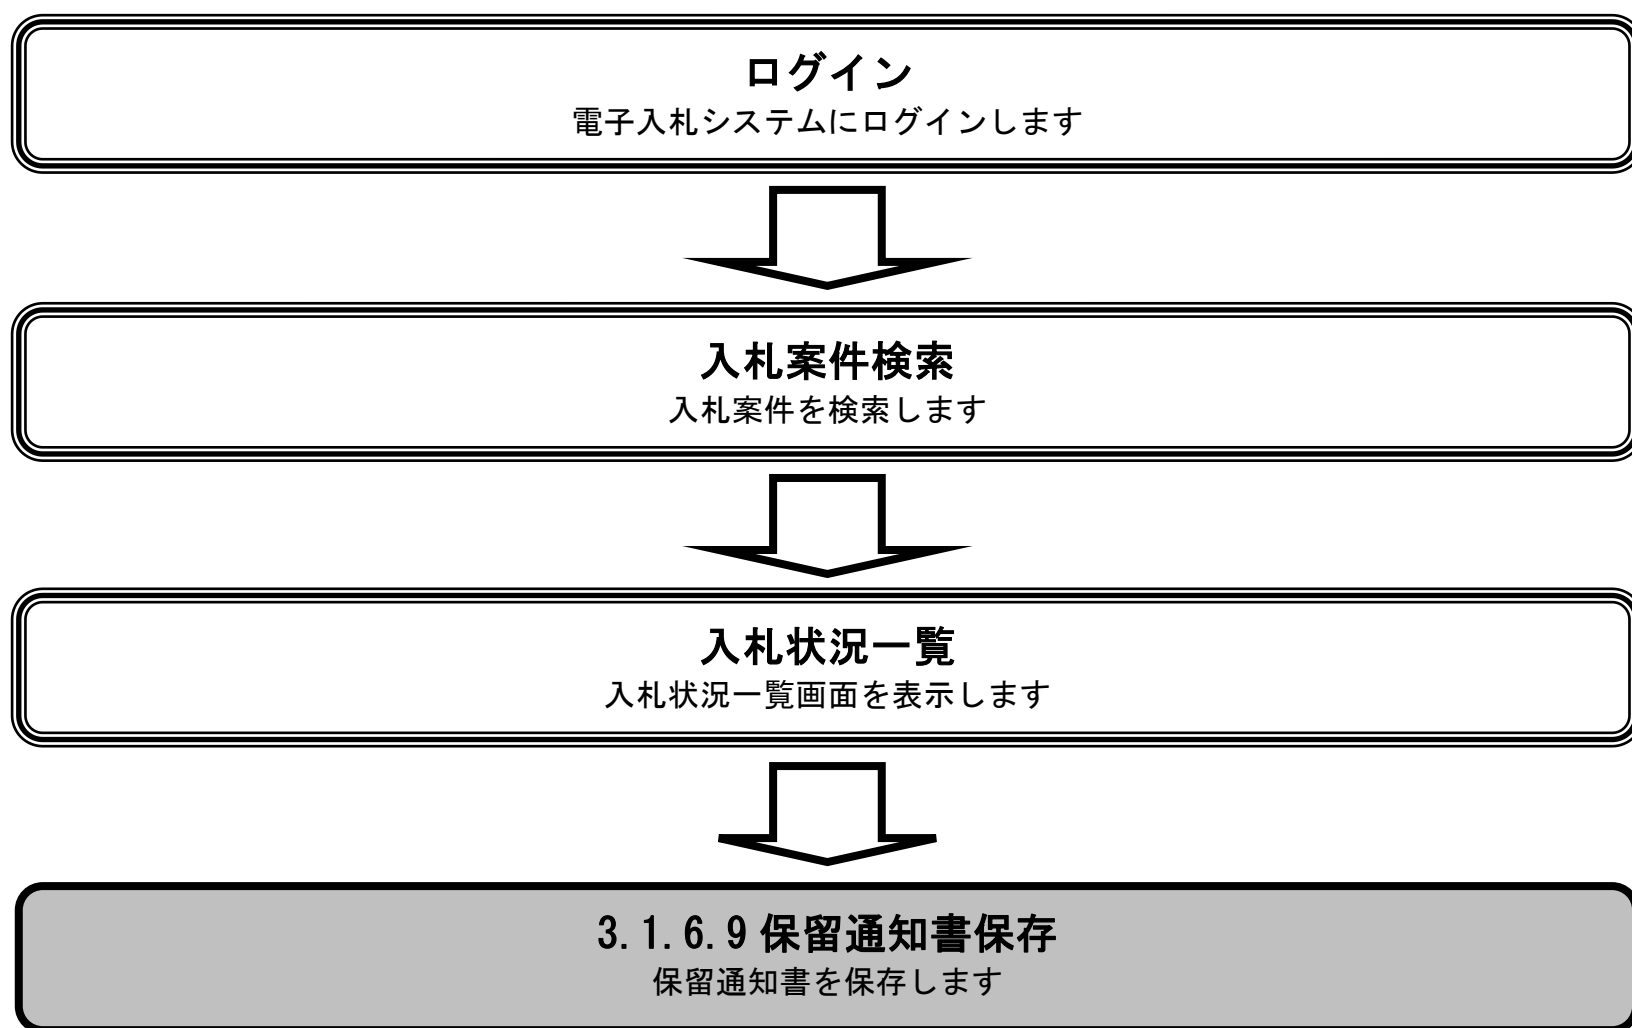 ログイン
電子入札システムにログインします
入札案件検索
入札案件を検索します
入札状況一覧
入札状況一覧画面を表示します
3.1.6.9 保留通知書保存
保留通知書を保存します